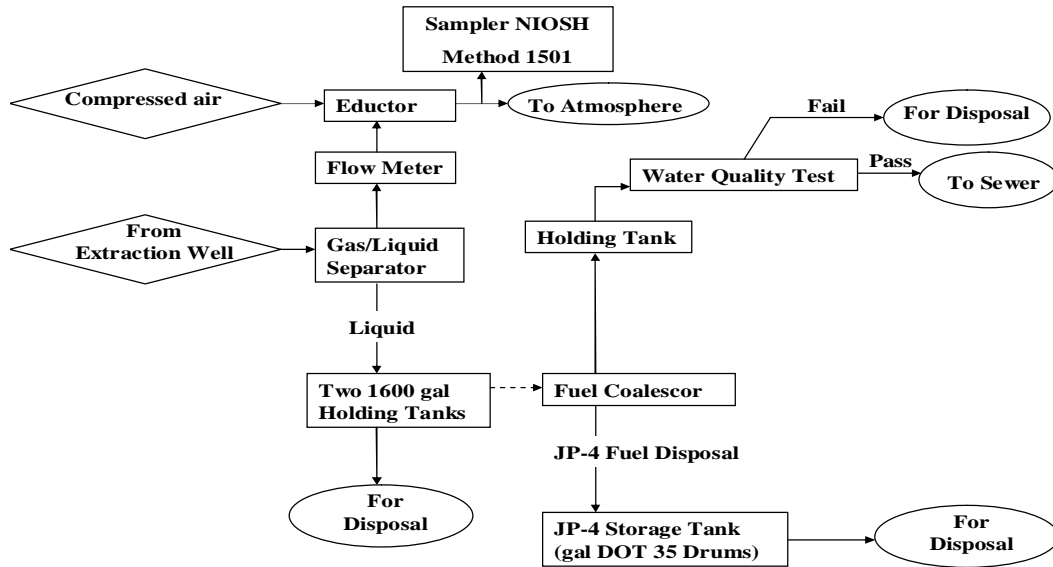 Sampler NIOSH
Method 1501
Compressed air
Eductor
To Atmosphere
Fail
For Disposal
Flow Meter
Water Quality Test
Pass
To Sewer
From
Extraction Well
Gas/Liquid
Separator
Holding Tank
Liquid
Two 1600 gal
Holding Tanks
Fuel Coalescor
JP-4 Fuel Disposal
For
Disposal
JP-4 Storage Tank
(gal DOT 35 Drums)
For
Disposal